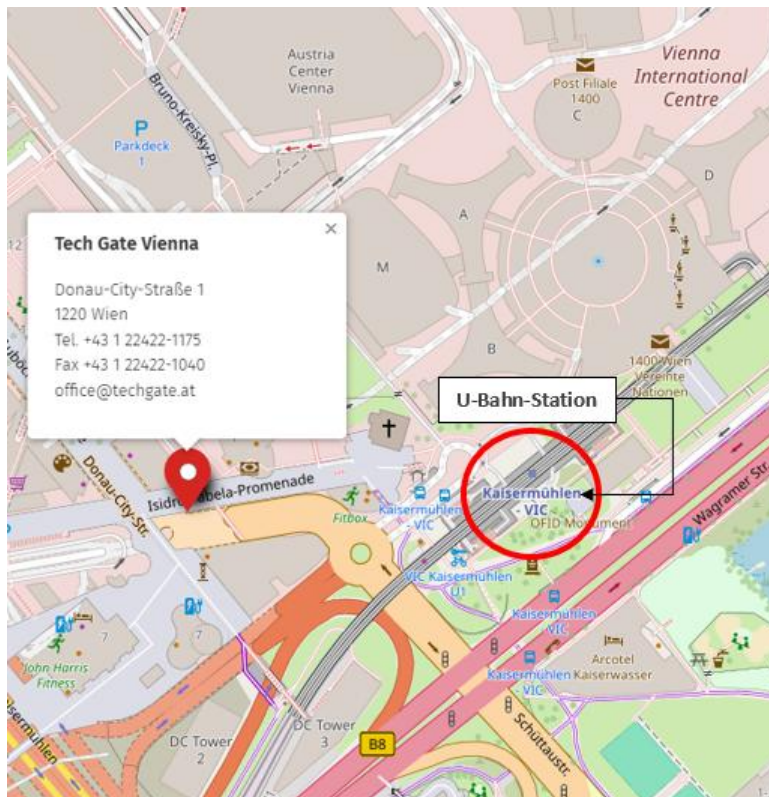 Austria
Center
Vienna
Vienna
International
Centre
Post Filiale
1400
C
Bruno-Kreisky-Pl.
P
Parkdeck
1
D
A
12
M
Tech Gate Vienna
×
Donau-City-Straße 1
1220 Wien
Tel. +43 1 22422-1175
Fax +43 1 22422-1040
office@techgate.at
U1
B
1400 Wien
Vereinte
Nationen
U-Bahn-Station
Donau-City-Str.
Isidro
bela-Promenade
Fitbox
Kaisermühlen
- VIC
Kaisermühlen
- VIC
OFID Monument
Wagramer Str.
VIC Kaisermühlen
U1
Kaisermühlen
VIC
Kaisermühlen
- VIC
Arcotel
Kaiserwasser
7
7
John Harris
Fitness
DC Tower
2
DC Tower
3
B8
Schüttaustr.
1-